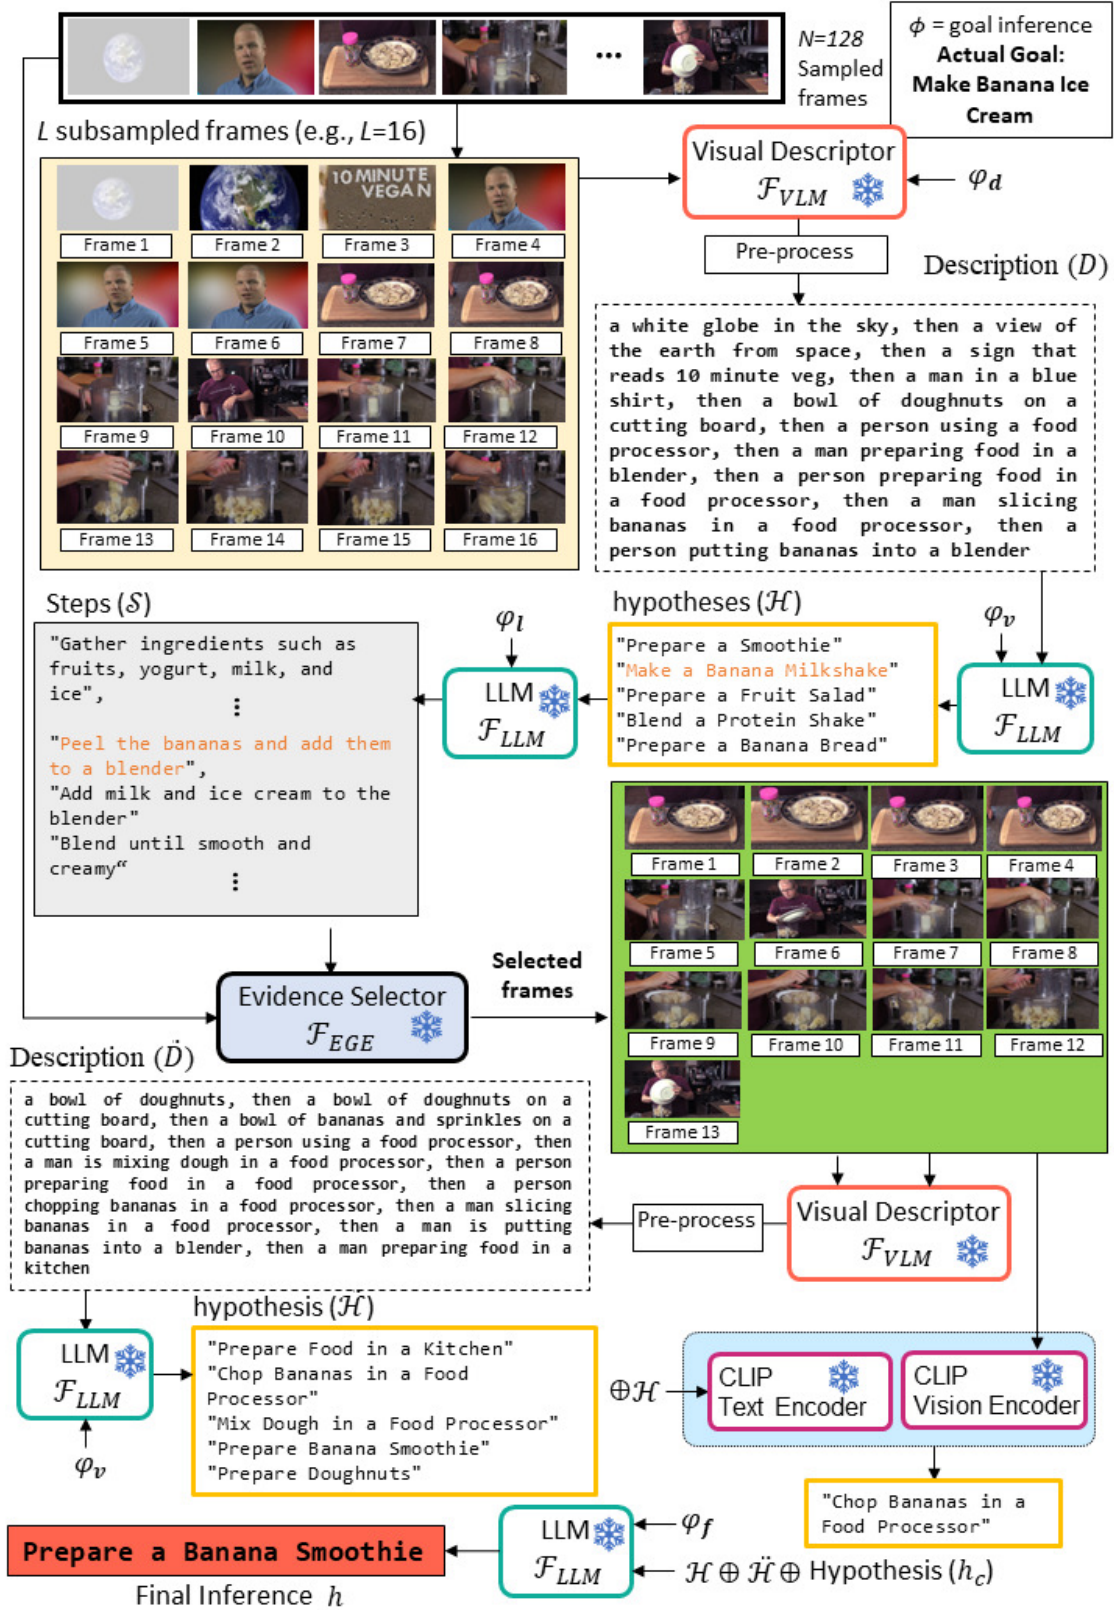 N=128
Sampled
frames
ϕ = goal inference
Actual Goal:
Make Banana Ice
Cream
L subsampled frames (e.g., L=16)
10 MINUTE
VEGAN
Frame 1
Frame 2
Frame 3
Frame 4
Frame 5
Frame 6
Frame 7
Frame 8
Frame 9
Frame 10
Frame 11
Frame 12
Frame 13
Frame 14
Frame 15
Frame 16
Visual Descriptor
ℱ_VLM
φ_d
Pre-process
Description (D)
a white globe in the sky, then a view of
the earth from space, then a sign that
reads 10 minute veg, then a man in a blue
shirt, then a bowl of doughnuts on a
cutting board, then a person using a food
processor, then a man preparing food in a
blender, then a person preparing food in
a food processor, then a man slicing
bananas in a food processor, then a
person putting bananas into a blender
φ_v
LLM
ℱ_LLM
hypotheses (ℋ)
"Prepare a Smoothie"
"Make a Banana Milkshake"
"Prepare a Fruit Salad"
"Blend a Protein Shake"
"Prepare a Banana Bread"
φ_l
LLM
ℱ_LLM
Steps (𝒮)
"Gather ingredients such as
fruits, yogurt, milk, and
ice",
⋮
"Peel the bananas and add them
to a blender",
"Add milk and ice cream to the
blender"
"Blend until smooth and
creamy“
⋮
Evidence Selector
ℱ_EGE
Selected
frames
Frame 1
Frame 2
Frame 3
Frame 4
Frame 5
Frame 6
Frame 7
Frame 8
Frame 9
Frame 10
Frame 11
Frame 12
Frame 13
Visual Descriptor
ℱ_VLM
Pre-process
Description (D̈)
a bowl of doughnuts, then a bowl of doughnuts on a
cutting board, then a bowl of bananas and sprinkles on a
cutting board, then a person using a food processor, then
a man is mixing dough in a food processor, then a person
preparing food in a food processor, then a person
chopping bananas in a food processor, then a man slicing
bananas in a food processor, then a man is putting
bananas into a blender, then a man preparing food in a
kitchen
LLM
ℱ_LLM
φ_v
hypothesis (ℋ̈)
"Prepare Food in a Kitchen"
"Chop Bananas in a Food
Processor"
"Mix Dough in a Food Processor"
"Prepare Banana Smoothie"
"Prepare Doughnuts"
⊕ℋ
CLIP
Text Encoder
CLIP
Vision Encoder
"Chop Bananas in a
Food Processor"
φ_f
ℋ ⊕ ℋ̈ ⊕ Hypothesis (h_c)
LLM
ℱ_LLM
Prepare a Banana Smoothie
Final Inference h